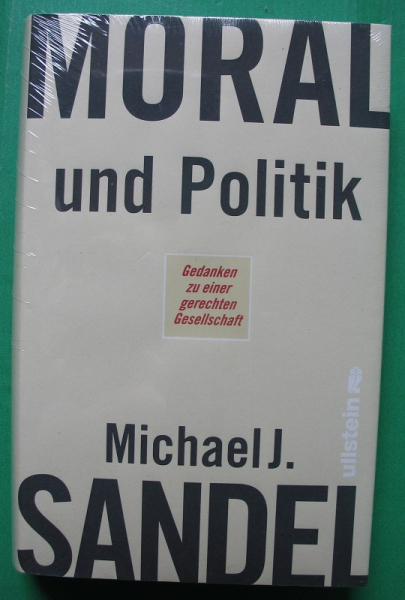 MORAL
und Politik
Gedanken
zu einer
gerechten
Gesellschaft
ullstein
Michael J.
SANDEL